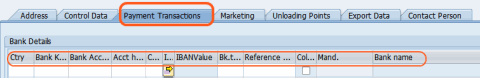 Address Control Data Payment Transactions Marketing Unloading Points Export Data Contact Person
Bank Details
Ctry Bank K... Bank Acc... Acct h... C... I... IBANValue Bk.t... Reference ... Col... Mand. Bank name